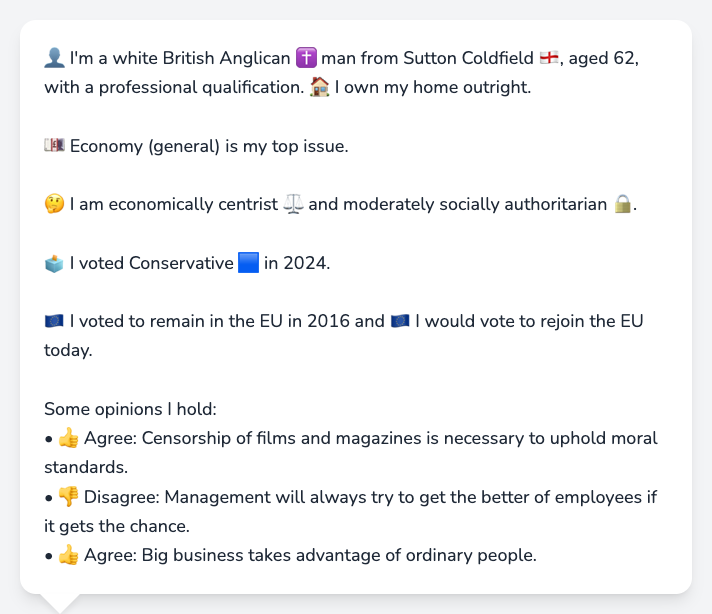 👤 I'm a white British Anglican ✝️ man from Sutton Coldfield 🏴󠁧󠁢󠁥󠁮󠁧󠁿, aged 62,
with a professional qualification. 🏠 I own my home outright.
💷 Economy (general) is my top issue.
🤔 I am economically centrist ⚖️ and moderately socially authoritarian 🔒.
🗳️ I voted Conservative 🟦 in 2024.
🇪🇺 I voted to remain in the EU in 2016 and 🇪🇺 I would vote to rejoin the EU
today.
Some opinions I hold:
• 👍 Agree: Censorship of films and magazines is necessary to uphold moral
standards.
• 👎 Disagree: Management will always try to get the better of employees if
it gets the chance.
• 👍 Agree: Big business takes advantage of ordinary people.